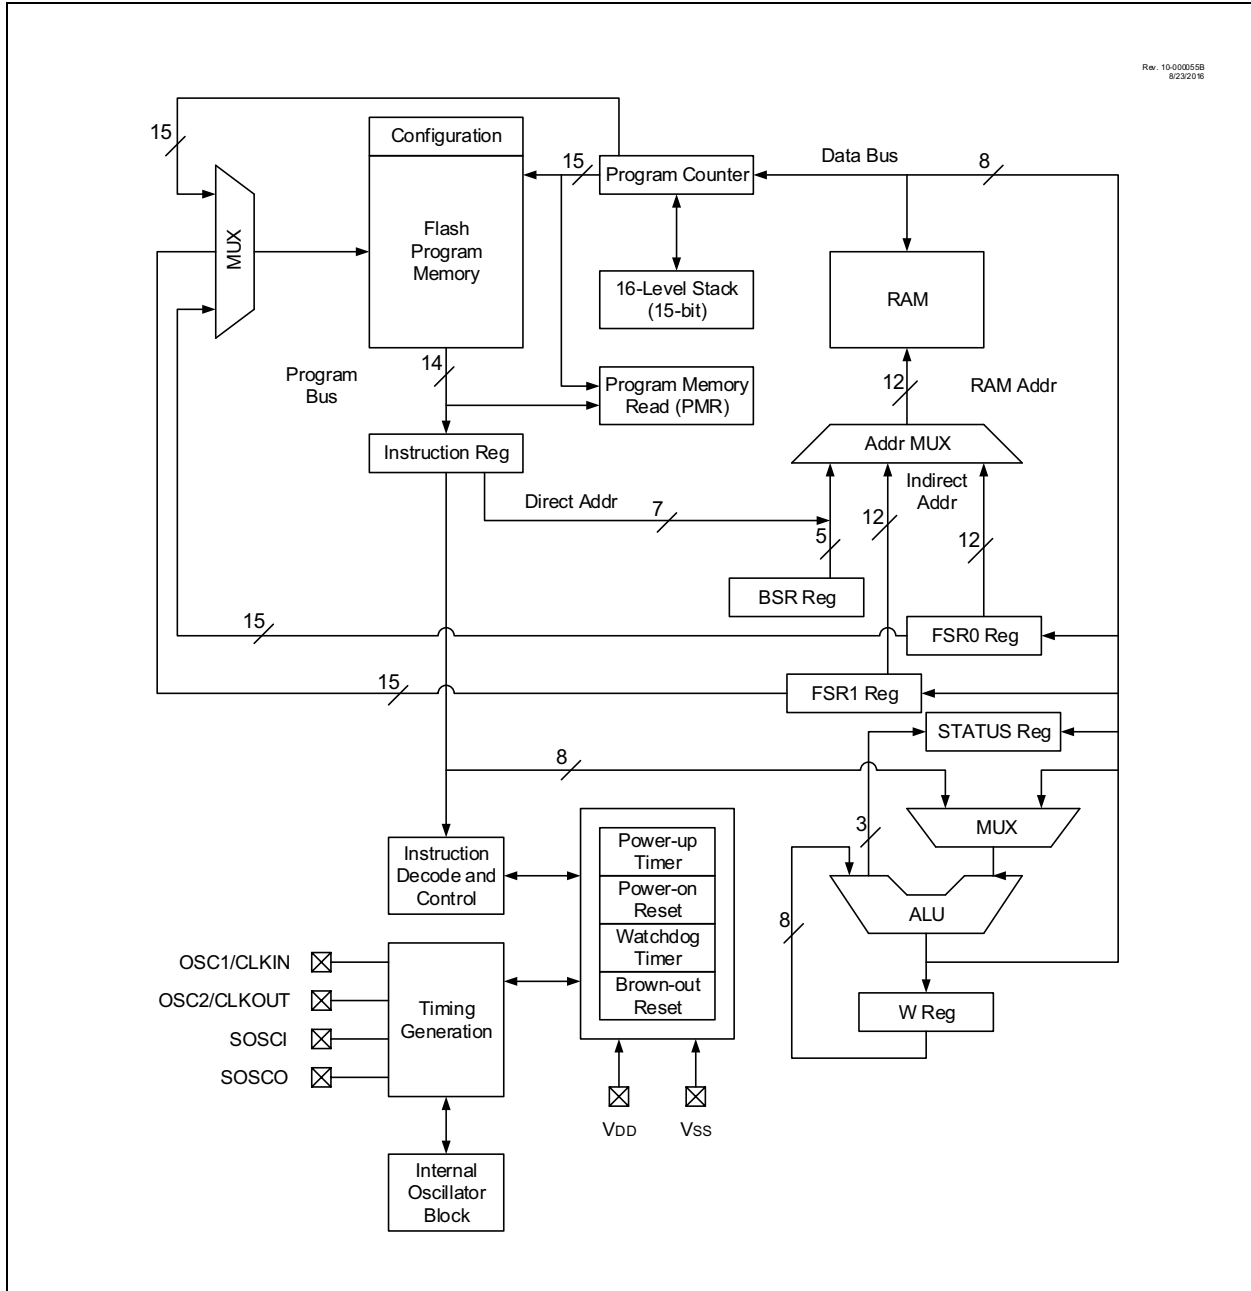 Rev. 10-000055B
8/23/2016
15
Configuration
15
Program Counter
Data Bus
8
MUX
Flash
Program
Memory
16-Level Stack
(15-bit)
RAM
Program
Bus
14
Program Memory
Read (PMR)
12
RAM Addr
Instruction Reg
Addr MUX
Indirect
Addr
Direct Addr
7
5
12
12
BSR Reg
15
FSR0 Reg
15
FSR1 Reg
STATUS Reg
8
3
MUX
Instruction
Decode and
Control
Power-up
Timer
Power-on
Reset
Watchdog
Timer
Brown-out
Reset
8
ALU
W Reg
OSC1/CLKIN
OSC2/CLKOUT
SOSCI
SOSCO
Timing
Generation
VDD
VSS
Internal
Oscillator
Block